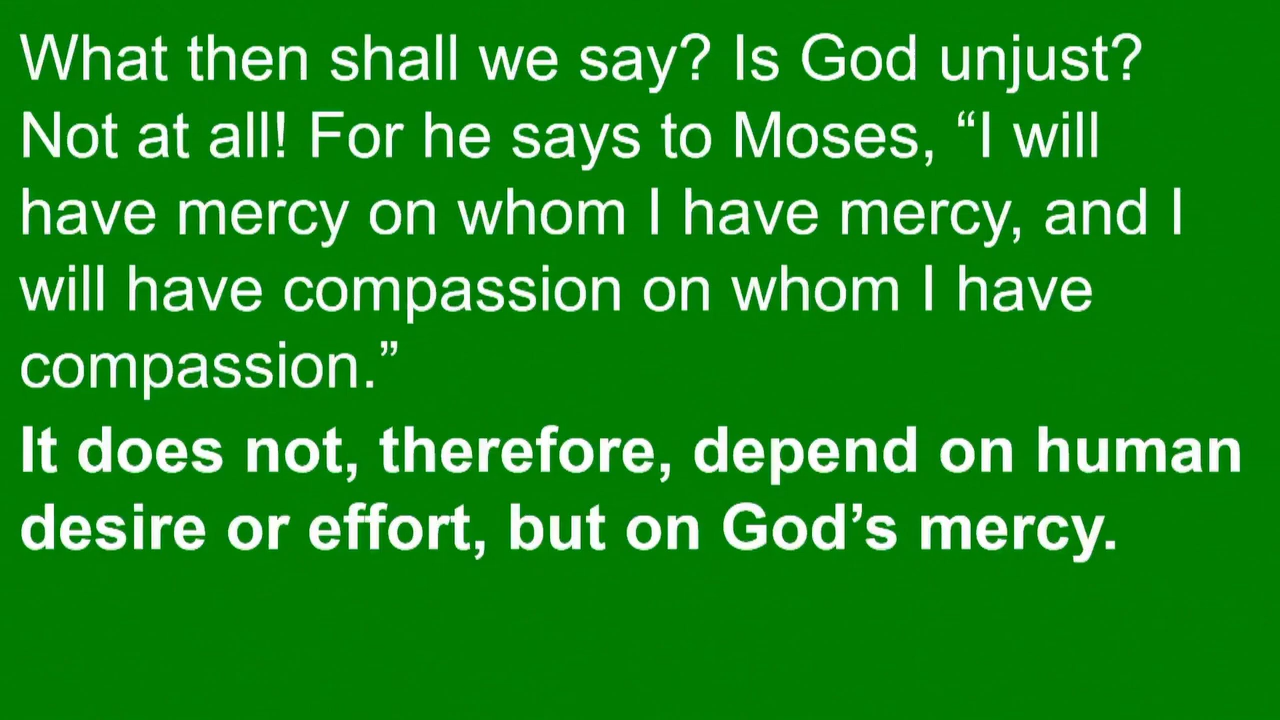 What then shall we say? Is God unjust?
Not at all! For he says to Moses, “I will
have mercy on whom I have mercy, and I
will have compassion on whom I have
compassion.”
It does not, therefore, depend on human
desire or effort, but on God’s mercy.